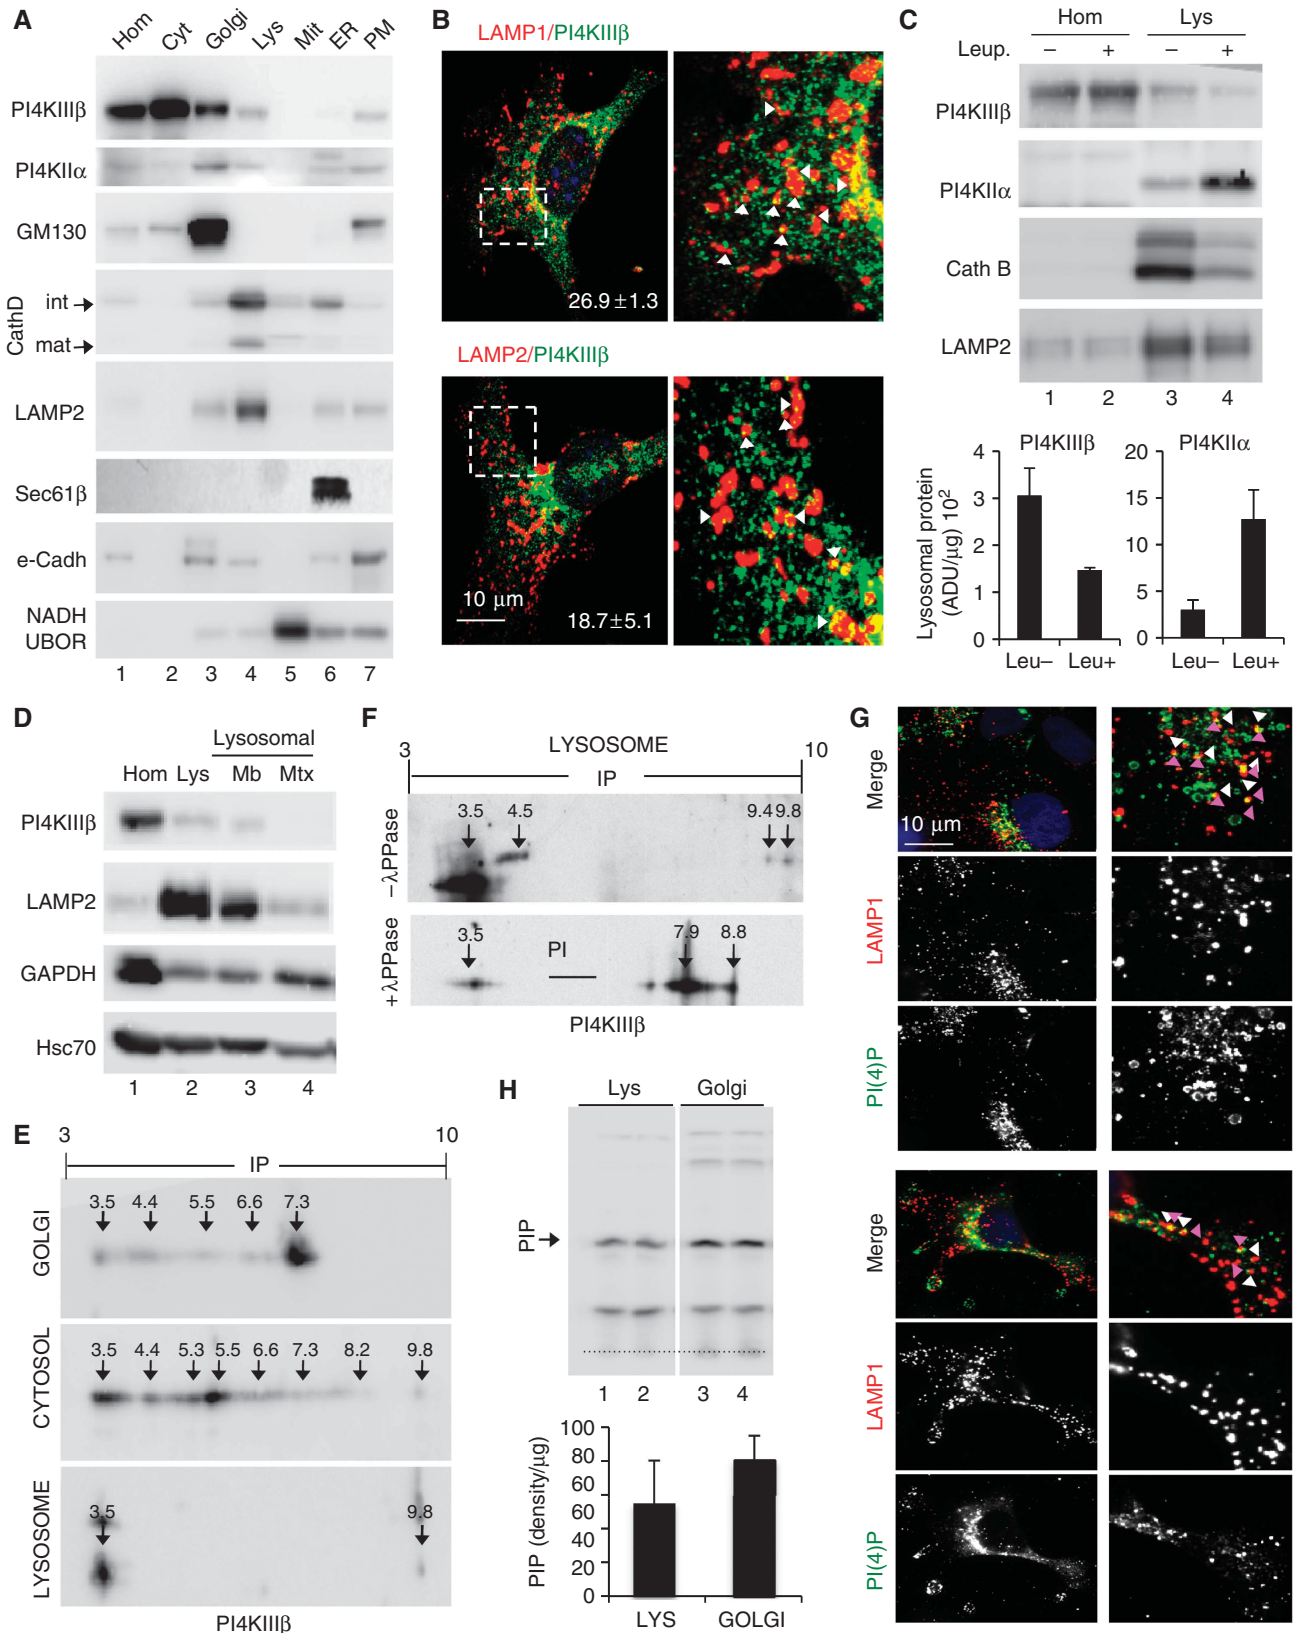 A
Hom Cyt Golgi Lys Mit ER PM
PI4KIIIβ
PI4KIIα
GM130
CathD
int
mat
LAMP2
Sec61β
e-Cadh
NADH
UBOR
1 2 3 4 5 6 7
B
LAMP1/PI4KIIIβ
26.9±1.3
LAMP2/PI4KIIIβ
10 μm
18.7±5.1
C
Hom Lys
Leup. – + – +
PI4KIIIβ
PI4KIIα
Cath B
LAMP2
1 2 3 4
PI4KIIIβ
Lysosomal protein
(ADU/μg) 10²
4
3
2
1
0
Leu– Leu+
PI4KIIα
20
15
10
5
0
Leu– Leu+
D
Lysosomal
Hom Lys Mb Mtx
PI4KIIIβ
LAMP2
GAPDH
Hsc70
1 2 3 4
E
3 10
IP
GOLGI
3.5 4.4 5.5 6.6 7.3
CYTOSOL
3.5 4.4 5.3 5.5 6.6 7.3 8.2 9.8
LYSOSOME
3.5 9.8
PI4KIIIβ
F
3 LYSOSOME 10
IP
–λPPase
3.5 4.5 9.4 9.8
+λPPase
3.5 PI 7.9 8.8
PI4KIIIβ
G
Merge
10 μm
LAMP1
PI(4)P
Merge
LAMP1
PI(4)P
H
Lys Golgi
PIP
1 2 3 4
PIP (density/μg)
100
80
60
60
40
20
0
LYS GOLGI